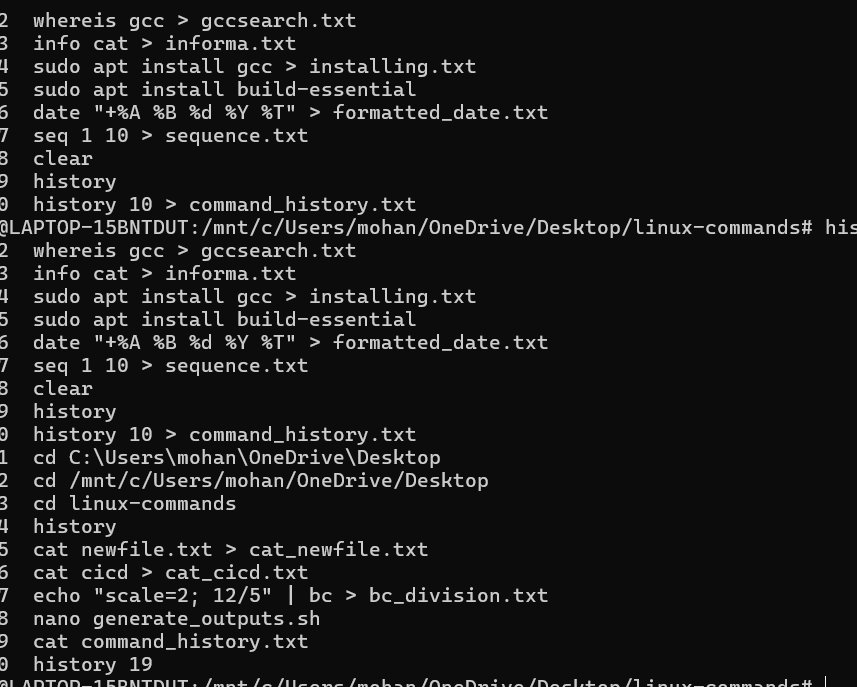 2  whereis gcc > gccsearch.txt
3  info cat > informa.txt
4  sudo apt install gcc > installing.txt
5  sudo apt install build-essential
6  date "+%A %B %d %Y %T" > formatted_date.txt
7  seq 1 10 > sequence.txt
8  clear
9  history
0  history 10 > command_history.txt
@LAPTOP-15BNTDUT:/mnt/c/Users/mohan/OneDrive/Desktop/linux-commands# his
2  whereis gcc > gccsearch.txt
3  info cat > informa.txt
4  sudo apt install gcc > installing.txt
5  sudo apt install build-essential
6  date "+%A %B %d %Y %T" > formatted_date.txt
7  seq 1 10 > sequence.txt
8  clear
9  history
0  history 10 > command_history.txt
1  cd C:\Users\mohan\OneDrive\Desktop
2  cd /mnt/c/Users/mohan/OneDrive/Desktop
3  cd linux-commands
4  history
5  cat newfile.txt > cat_newfile.txt
6  cat cicd > cat_cicd.txt
7  echo "scale=2; 12/5" | bc > bc_division.txt
8  nano generate_outputs.sh
9  cat command_history.txt
0  history 19
@LAPTOP-15BNTDUT:/mnt/c/Users/mohan/OneDrive/Desktop/linux-commands#